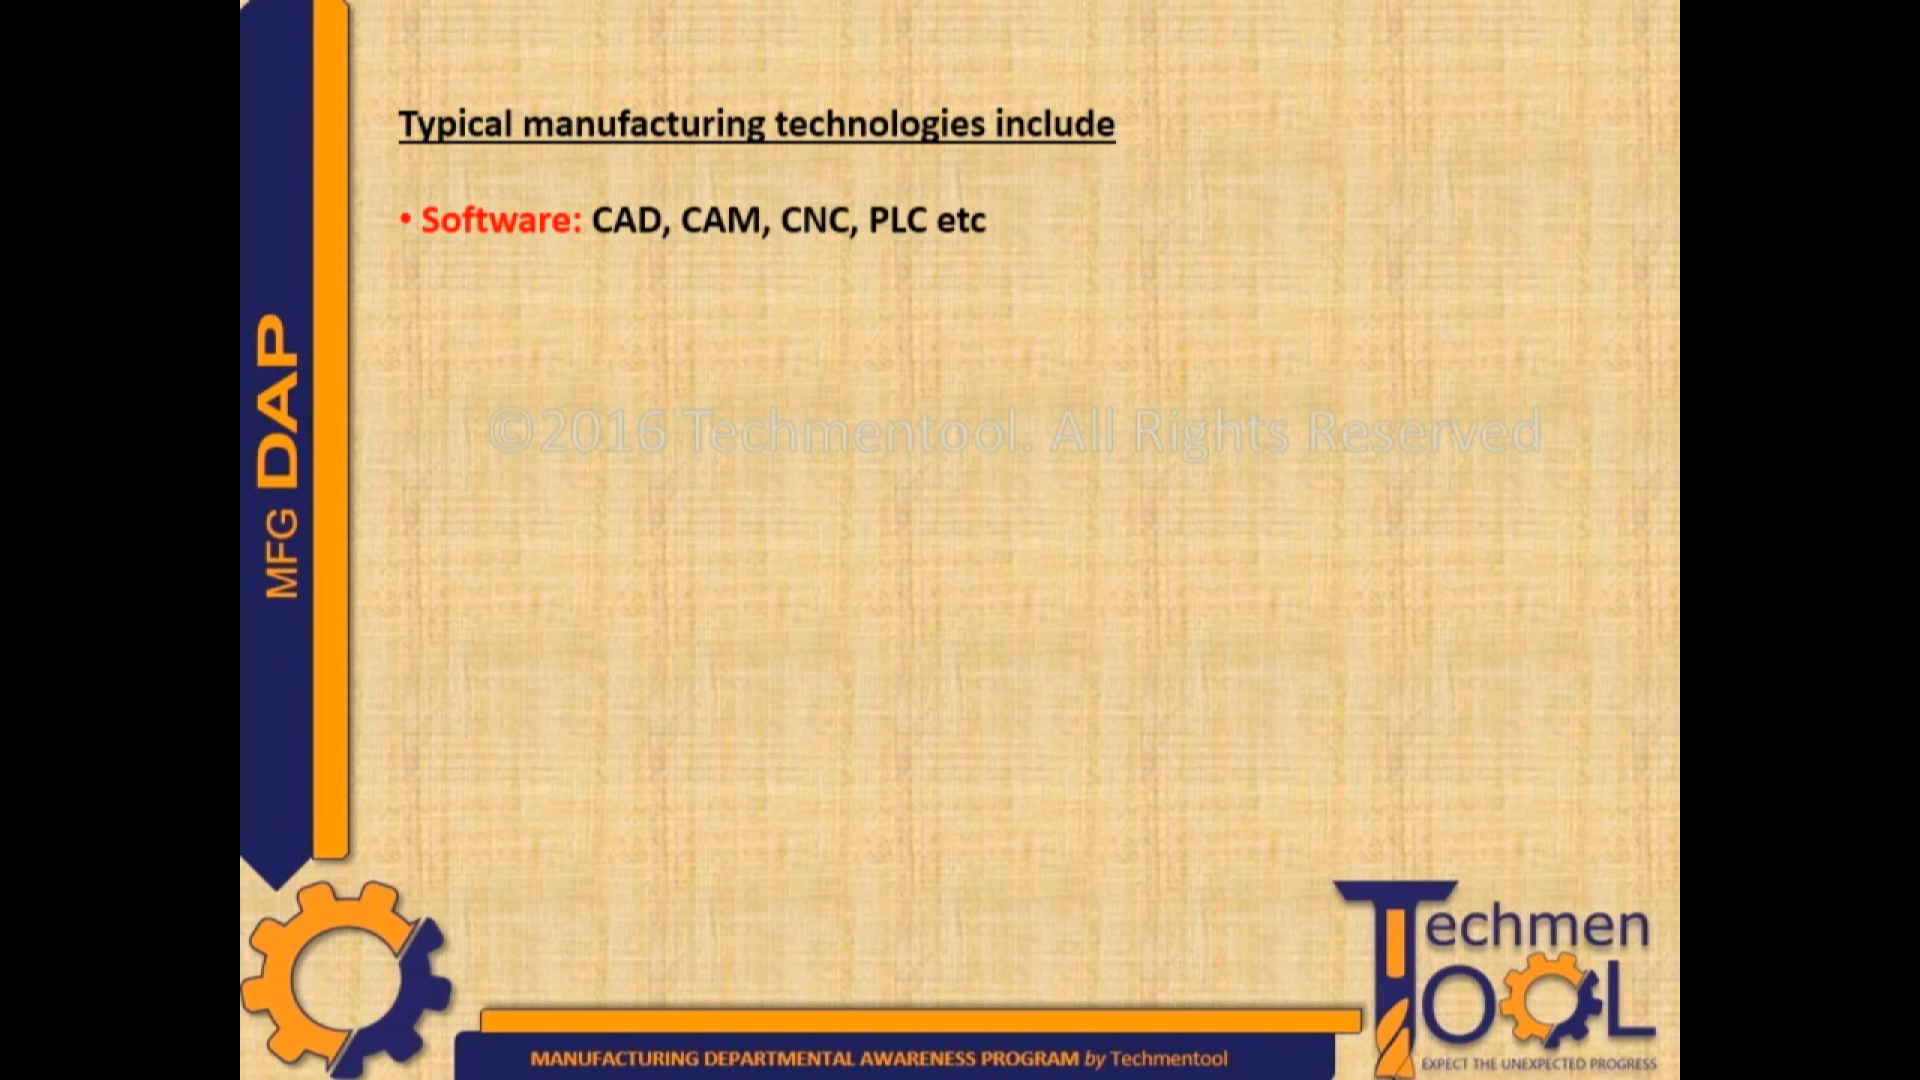 Typical manufacturing technologies include
• Software: CAD, CAM, CNC, PLC etc
©2016 Techmentool. All Rights Reserved
MFG DAP
Techmen
TOOL
EXPECT THE UNEXPECTED PROGRESS
MANUFACTURING DEPARTMENTAL AWARENESS PROGRAM by Techmentool